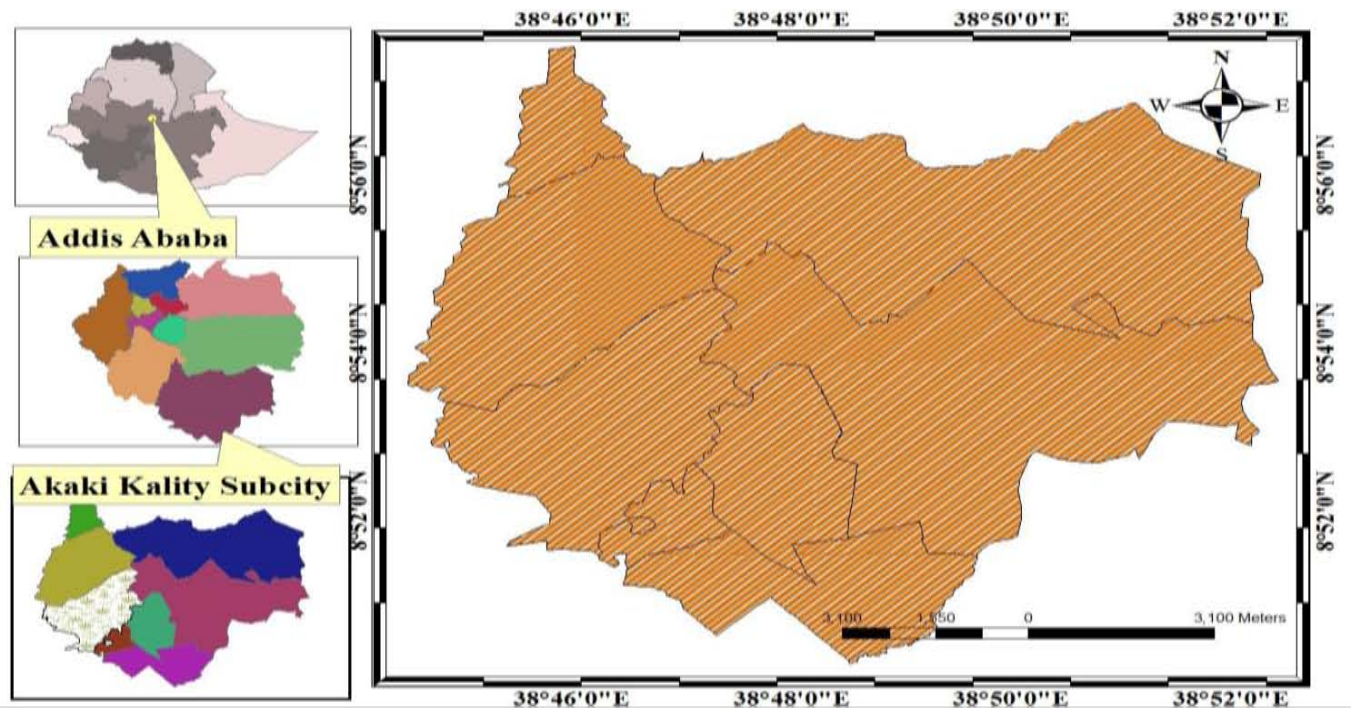 38°46'0"E 38°48'0"E 38°50'0"E 38°52'0"E
N
W E
S
8°56'0"N 8°56'0"N
Addis Ababa
8°54'0"N 8°54'0"N
Akaki Kality Subcity
8°52'0"N 8°52'0"N
3,100 1,550 0 3,100 Meters
38°46'0"E 38°48'0"E 38°50'0"E 38°52'0"E